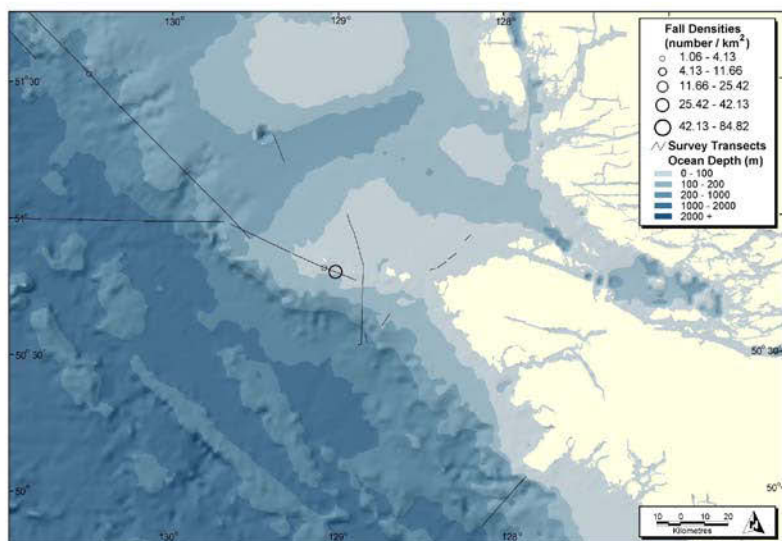 130°
129°
128°
51° 30'
51°
50° 30'
50°
50° 30'
50°
130°
129°
128°
Fall Densities
(number / km²)
1.06 - 4.13
4.13 - 11.66
11.66 - 25.42
25.42 - 42.13
42.13 - 84.82
Survey Transects
Ocean Depth (m)
0 - 100
100 - 200
200 - 1000
1000 - 2000
2000 +
10 0 10 20
Kilometres